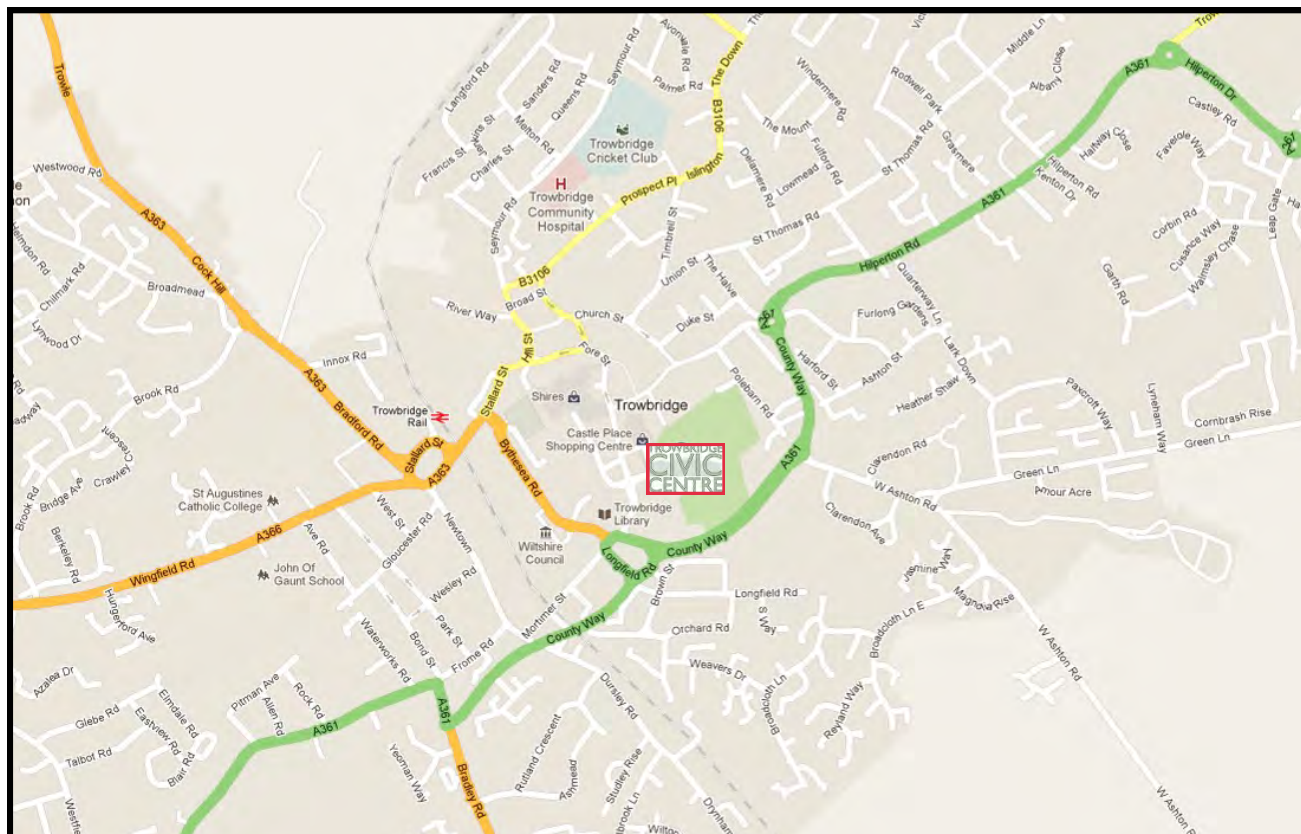 Trowle
Langford Rd
Sanders Rd
Seymour Rd
Queens Rd
Avondale Rd
Palmer Rd
The Down
B3106
Windermere Rd
Rodwell Park
Middle Ln
Albany Close
A361
Hilperton Dr
Castley Rd
Francis St
Charles St
Melton Rd
Trowbridge
Cricket Club
The Mount
Fulford Rd
Lowmead
Delamere Rd
St Thomas Rd
Grasmere
Halfway Close
Hilperton Rd
Kenton Dr
Favole Way
Leap Gate
Westwood Rd
A363
H
Trowbridge
Community
Hospital
Prospect Pl
Islington
Seymour Rd
Timbrell St
St Thomas Rd
A361
Hilperton Rd
Corbin Rd
Cusance Way
Walmsley Chase
Garth Rd
Helmdon Rd
Chilmark Rd
Broadmead
Cock Hill
Lynwood Dr
B3106
Broad St
River Way
Church St
Union St
The Halve
Duke St
Quarterway Ln
Furlong Gardens
Lark Down
Innox Rd
Hill St
Fore St
Stallard St
County Way
Harford St
Ashton St
Heather Shaw
Polebarn Rd
Paxcroft Way
Lyneham Way
Cornbrash Rise
Green Ln
Brook Rd
A363
Bradford Rd
Trowbridge
Rail
Shires
Trowbridge
Castle Place
Shopping Centre
TROWBRIDGE
CIVIC
CENTRE
Crescent
Crawley
Bridge Ave
Brook Rd
Stallard St
A363
Bythesea Rd
A361
Clarendon Rd
W Ashton Rd
Green Ln
Amour Acre
Clarendon Ave
St Augustines
Catholic College
West St
Gloucester Rd
Newtown
Trowbridge
Library
Wiltshire
Council
County Way
Longfield Rd
Berkeley Rd
A366
Wingfield Rd
Ave Rd
John Of
Gaunt School
Wesley Rd
Park St
Bond St
Waterworks Rd
Frome Rd
Mortimer St
County Way
Brown St
Longfield Rd
S Way
Orchard Rd
Weavers Dr
Broadcloth Ln
Broadcloth Ln E
Jasmine Way
Magnolia Rise
W Ashton Rd
Hungerford Ave
Azalea Dr
Glebe Rd
Elmdale Rd
Eastview Rd
Blair Rd
Talbot Rd
Pitman Ave
Allen Rd
Rock Rd
A361
A361
Dursley Rd
Reyland Way
Yeoman Way
Bradley Rd
Rutland Crescent
Ashmead
Studley Rise
W Ashton Rd